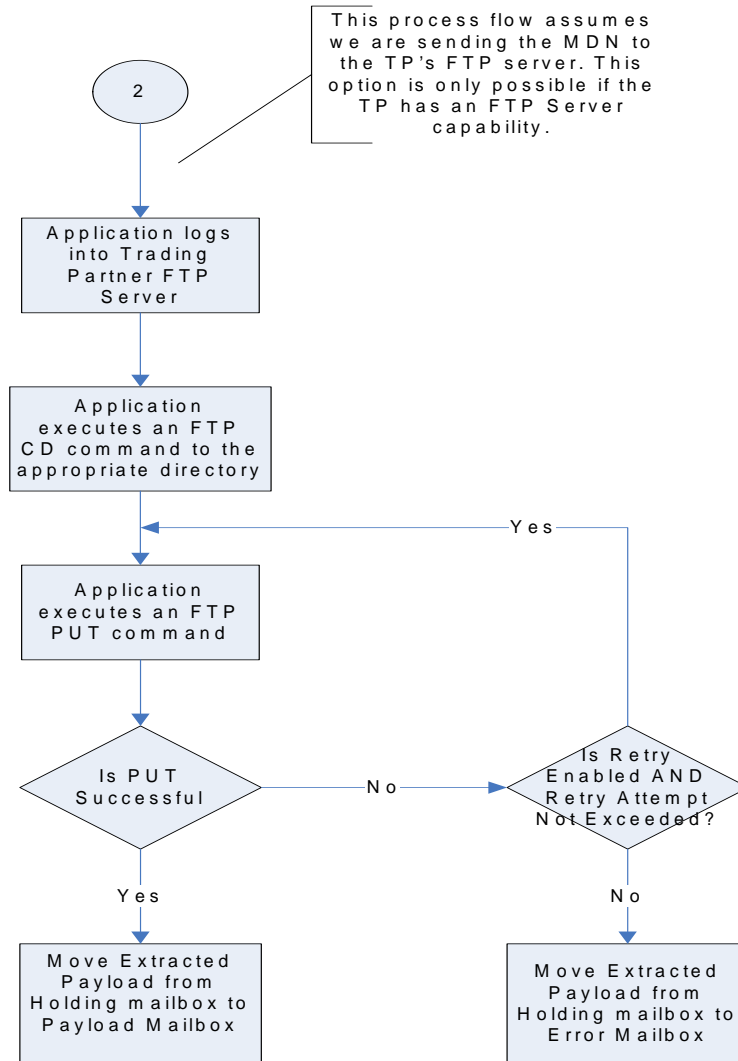 This process flow assumes
we are sending the MDN to
the TP's FTP server. This
option is only possible if the
TP has an FTP Server
capability.
2
Application logs
into Trading
Partner FTP
Server
Application
executes an FTP
CD command to the
appropriate directory
Yes
Application
executes an FTP
PUT command
Is PUT
Successful
No
Is Retry
Enabled AND
Retry Attempt
Not Exceeded?
Yes
No
Move Extracted
Payload from
Holding mailbox to
Payload Mailbox
Move Extracted
Payload from
Holding mailbox to
Error Mailbox